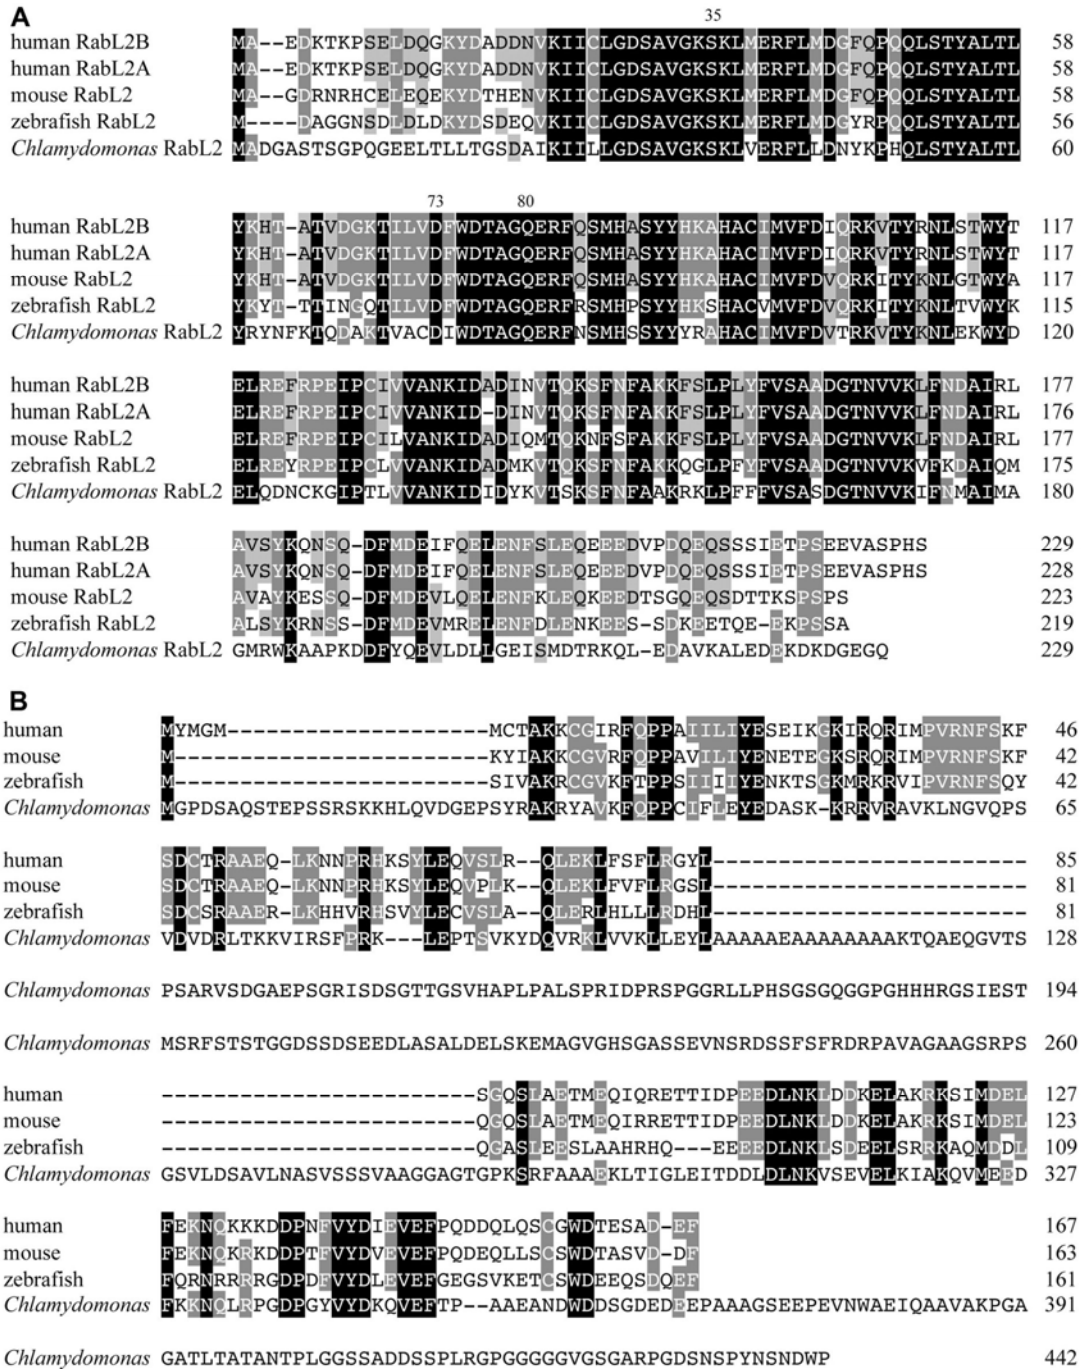 A
35
human RabL2B MA--EDKTKPSELDQGKYDADDNVKIICLGDSAVGKSKLMERFLMDGFQPQQLSTYALTL 58
human RabL2A MA--EDKTKPSELDQGKYDADDNVKIICLGDSAVGKSKLMERFLMDGFQPQQLSTYALTL 58
mouse RabL2 MA--GDRNRHCELEQEKYDTHENVKIICLGDSAVGKSKLMERFLMDGFQPQQLSTYALTL 58
zebrafish RabL2 M----DAGGNSDLDLDKYDSDEQVKIICLGDSAVGKSKLMERFLMDGYRPQQLSTYALTL 56
Chlamydomonas RabL2 MADGASTSGPQGEELTLLTGSDAIKIILLGDSAVGKSKLVERFLLDNYKPHQLSTYALTL 60
73 80
human RabL2B YKHT-ATVDGKTILVDFWDTAGQERFQSMHASYYHKAHACIMVFDIQRKVTYRNLSTWYT 117
human RabL2A YKHT-ATVDGKTILVDFWDTAGQERFQSMHASYYHKAHACIMVFDIQRKVTYRNLSTWYT 117
mouse RabL2 YKHT-ATVDGKTILVDFWDTAGQERFQSMHASYYHKAHACIMVFDVQRKITYKNLGTWYA 117
zebrafish RabL2 YKYT-TTINGQTILVDFWDTAGQERFRSMHPSYYHKSHACVMVFDVQRKITYKNLTVWYK 115
Chlamydomonas RabL2 YRYNFKTQDAKTVACDIWDTAGQERFNSMHSSYYYRAHACIMVFDVTRKVTYKNLEKWYD 120
human RabL2B ELREFRPEIPCIVVANKIDADINVTQKSFNFAKKFSLPLYFVSAADGTNVVKLFNDAIRL 177
human RabL2A ELREFRPEIPCIVVANKID-DINVTQKSFNFAKKFSLPLYFVSAADGTNVVKLFNDAIRL 176
mouse RabL2 ELREFRPEIPCILVANKIDADIQMTQKNFSFAKKFSLPLYFVSAADGTNVVKLFNDAIRL 177
zebrafish RabL2 ELREYRPEIPCLVVANKIDADMKVTQKSFNFAKKQGLPFYFVSAADGTNVVKVFKDAIQM 175
Chlamydomonas RabL2 ELQDNCKGIPTLVVANKIDIDYKVTSKSFNFAAKRKLPFFFVSASDGTNVVKIFNMAIMA 180
human RabL2B AVSYKQNSQ-DFMDEIFQELENFSLEQEEEDVPDQEQSSSIETPSEEVASPHS 229
human RabL2A AVSYKQNSQ-DFMDEIFQELENFSLEQEEEDVPDQEQSSSIETPSEEVASPHS 228
mouse RabL2 AVAYKESSQ-DFMDEVLQELENFKLEQKEEDTSGQEQSDTTKSPSPS 223
zebrafish RabL2 ALSYKRNSS-DFMDEVMRELENFDLENKEES-SDKEETQE-EKPSSA 219
Chlamydomonas RabL2 GMRWKAAPKDDFYQEVLDLLGEISMDTRKQL-EDAVKALEDEKDKDGEGQ 229
B
human MYMGM--------------------MCTAKKCGIRFQPPAIILIYESEIKGKIRQRIMPVRNFSKF 46
mouse M------------------------KYIAKKCGVRFQPPAVILIYENETEGKSRQRIMPVRNFSKF 42
zebrafish M------------------------SIVAKRCGVKFTPPSIIIIYENKTSGKMRKRVIPVRNFSQY 42
Chlamydomonas MGPDSAQSTEPSSRSKKHLQVDGEPSYRAKRYAVKFQPPCIFLEYEDASK-KRRVRAVKLNGVQPS 65
human SDCTRAAEQ-LKNNPRHKSYLEQVSLR--QLEKLFSFLRGYL------------------------ 85
mouse SDCTRAAEQ-LKNNPRHKSYLEQVPLK--QLEKLFVFLRGSL------------------------ 81
zebrafish SDCSRAAER-LKHHVRHSVYLECVSLA--QLERLHLLLRDHL------------------------ 81
Chlamydomonas VDVDRLTKKVIRSFPRK---LEPTSVKYDQVRKLVVKLLEYLAAAAAEAAAAAAAAKTQAEQGVTS 128
Chlamydomonas PSARVSDGAEPSGRISDSGTTGSVHAPLPALSPRIDPRSPGGRLLPHSGSGQGGPGHHHRGSIEST 194
Chlamydomonas MSRFSTSTGGDSSDSEEDLASALDELSKEMAGVGHSGASSEVNSRDSSFSFRDRPAVAGAAGSRPS 260
human ------------------------SGQSLAETMEQIQRETTIDPEEDLNKLDDKELAKRKSIMDEL 127
mouse ------------------------QGQSLAETMEQIRRETTIDPEEDLNKLDDKELAKRKSIMDEL 123
zebrafish ------------------------QGASLEESLAAHRHQ---EEEEDLNKLSDEELSRRKAQMDDL 109
Chlamydomonas GSVLDSAVLNASVSSSVAAGGAGTGPKSRFAAAEKLTIGLEITDDLDLNKVSEVELKIAKQVMEED 327
human FEKNQKKKDDPNFVYDIEVEFPQDDQLQSCGWDTESAD-EF 167
mouse FEKNQKRKDDPTFVYDVEVEFPQDEQLLSCSWDTASVD-DF 163
zebrafish FQRNRRRRGDPDFVYDLEVEFGEGSVKETCSWDEEQSDQEF 161
Chlamydomonas FKKNQLRPGDPGYVYDKQVEFTP--AAEANDWDDSGDEDEEPAAAGSEEPEVNWAEIQAAVAKPGA 391
Chlamydomonas GATLTATANTPLGGSSADDSSPLRGPGGGGGVGSGARPGDSNSPYNSNDWP 442